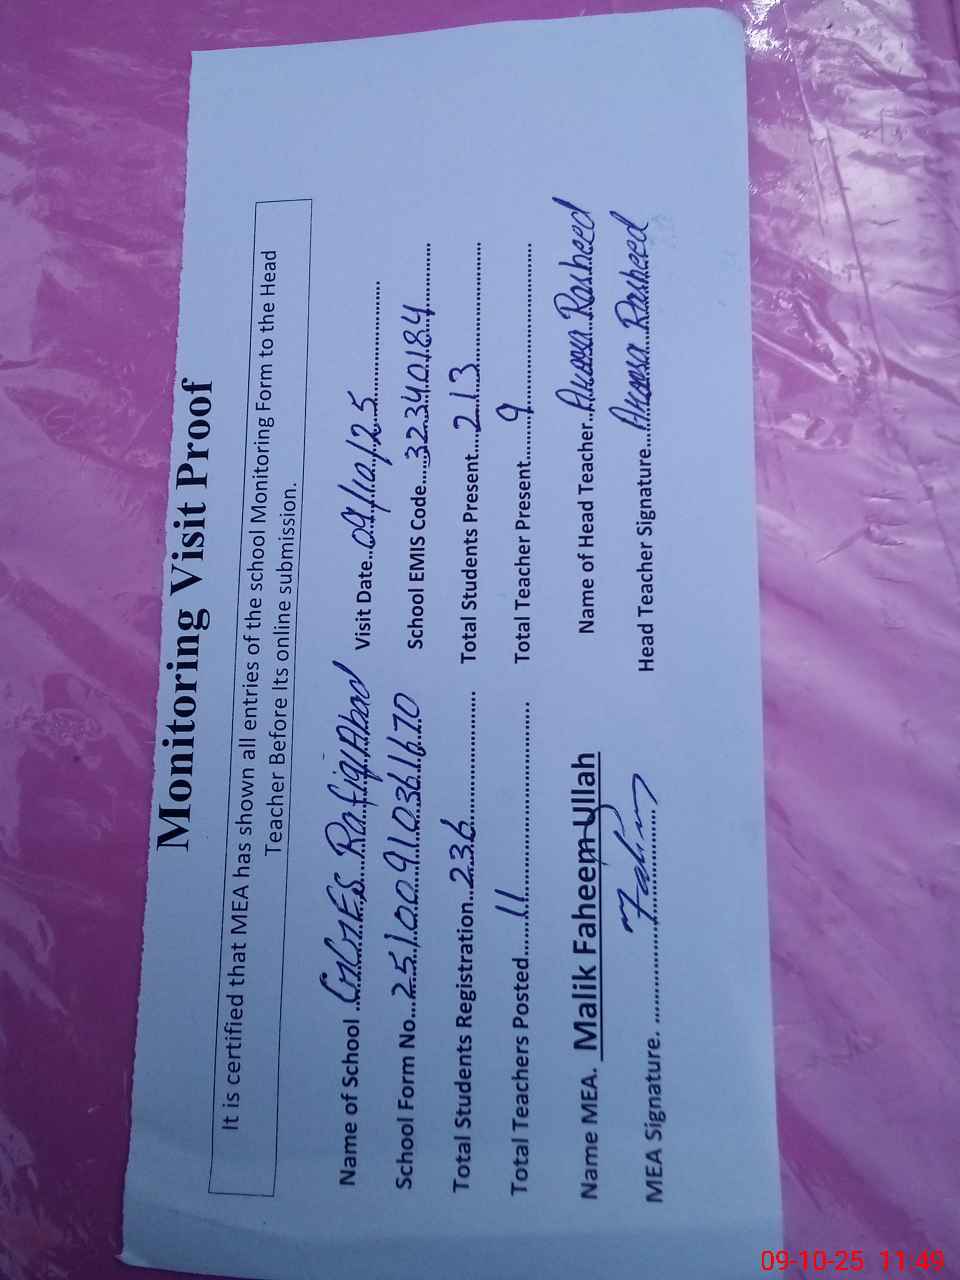 Monitoring Visit Proof
It is certified that MEA has shown all entries of the school Monitoring Form to the Head
Teacher Before Its online submission.
Name of School ..GGES Rafiq Abad Visit Date..09/10/25
School Form No...25100910361670 School EMIS Code.....32340184
Total Students Registration..236 Total Students Present...213
Total Teachers Posted.....11 Total Teacher Present......9
Name MEA. Malik Faheem Ullah Name of Head Teacher. Rasheed
MEA Signature. Fahim Head Teacher Signature... Rasheed
09-10-25 11:49